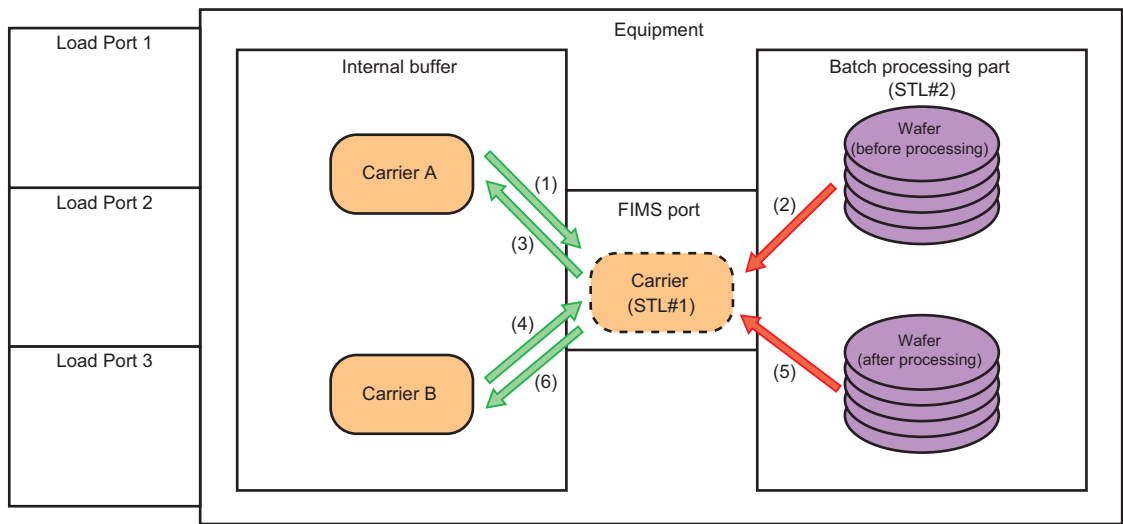 Equipment
Load Port 1
Load Port 2
Load Port 3
Internal buffer
Carrier A
Carrier B
(1)
(3)
(4)
(6)
FIMS port
Carrier
(STL#1)
(2)
(5)
Batch processing part
(STL#2)
Wafer
(before processing)
Wafer
(after processing)